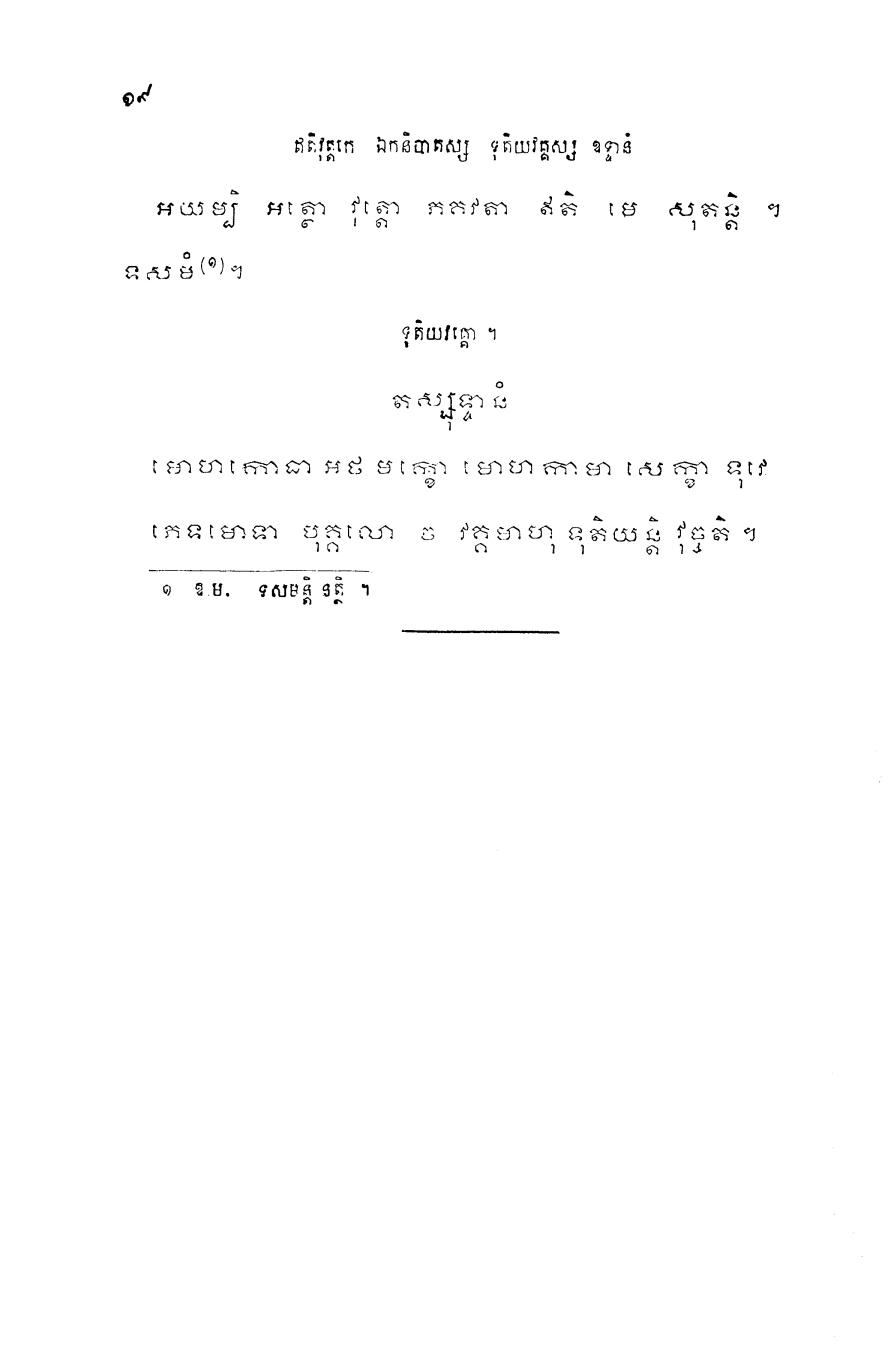 ១៩
ឥតិវុត្តកេ ឯកនិបាតស្ស ទុតិយវគ្គស្ស ឧទ្ទានំ
អយម្បិ អត្ថោ វុត្តោ ភគវតា ឥតិ មេ សុតន្តិ ។
ទសមំ(១)។
ទុតិយវគ្គោ ។
តស្សុទ្ទានំ
មោហកោធា អថ មក្ខោ មោហកាមា សេក្ខា ទុវេ
ភេទមោទា បុគ្គលោ ច វគ្គមាហុ ទុតិយន្តិ វុច្ចតិ ។
១ ឱ.ម. ទសមន្តិ នត្ថិ ។